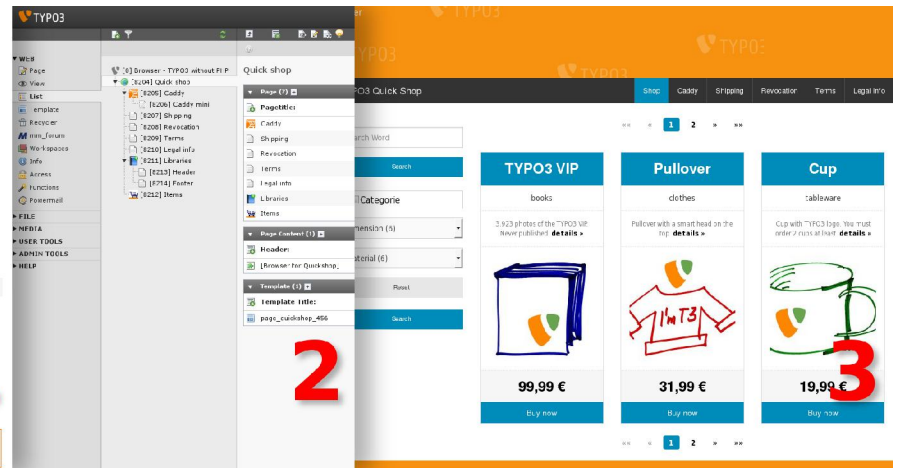 TYPO3
WEB
Page
View
List
Template
Recycler
mm_forum
Workspaces
Info
Access
Functions
Powermail
FILE
MEDIA
USER TOOLS
ADMIN TOOLS
HELP
[8204] Quick shop
[8205] Caddy
[8206] Caddy mini
[8207] Shipping
[8208] Revocation
[8209] Terms
[8210] Legal info
[8211] Libraries
[8213] Header
[8214] Footer
[8212] Items
Quick shop
Page (7)
Pagetitle:
Caddy
Shipping
Revocation
Terms
Legal info
Libraries
Items
Page Content (1)
Header:
[Browser for Quickshop_
Template (1)
Template Title:
page_quickshop_456
2
TYPO3
TYPO3
TYPO3
TYPO3
PO3 Quick Shop
Shop Caddy Shipping Revocation Terms Legal info
arch Word
Search
Categorie
mension (5)
aterial (6)
Reset
Search
«« « 1 2 » »»
TYPO3 VIP
books
3.923 photos of the TYPO3 VIP.
Never published. details »
99,99 €
Buy now
Pullover
clothes
Pullover with a smart head on the
top. details »
I'm T3
31,99 €
Buy now
Cup
tableware
Cup with TYPO3 logo. You must
order 2 cups at least. details »
19,99 €
Buy now
3
«« « 1 2 » »»